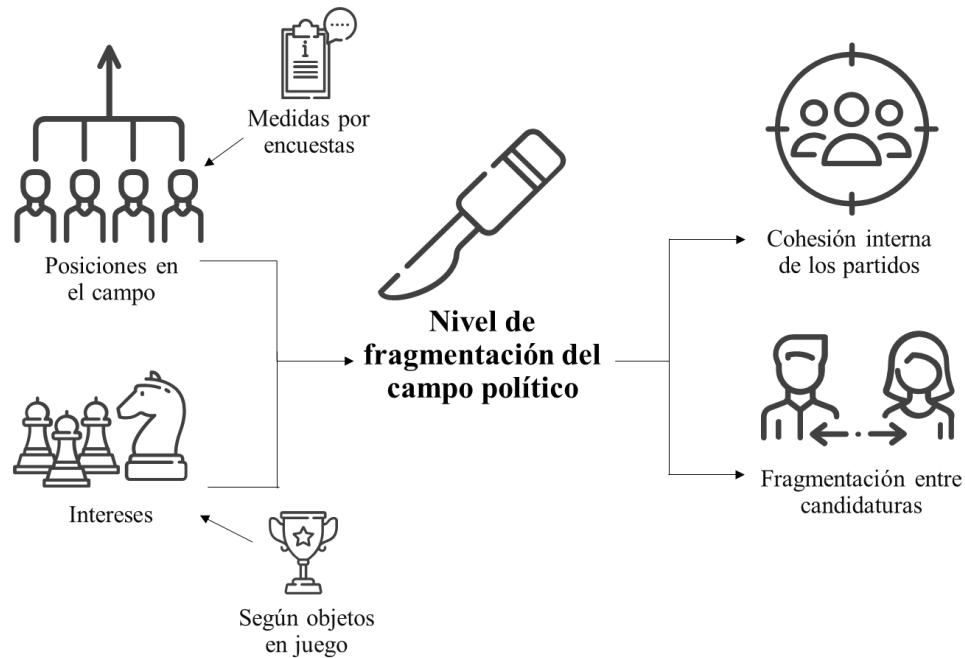 Medidas por
encuestas
Posiciones en
el campo
Intereses
Según objetos
en juego
Nivel de
fragmentación del
campo político
Cohesión interna
de los partidos
Fragmentación entre
candidaturas